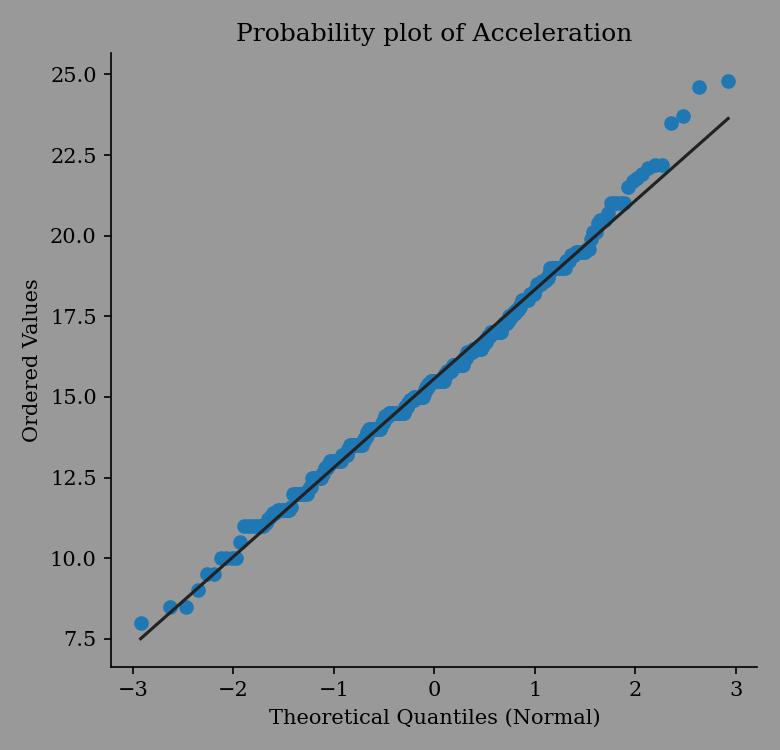 Probability plot of Acceleration
25.0
22.5
20.0
17.5
15.0
12.5
10.0
7.5
Ordered Values
−3 −2 −1 0 1 2 3
Theoretical Quantiles (Normal)